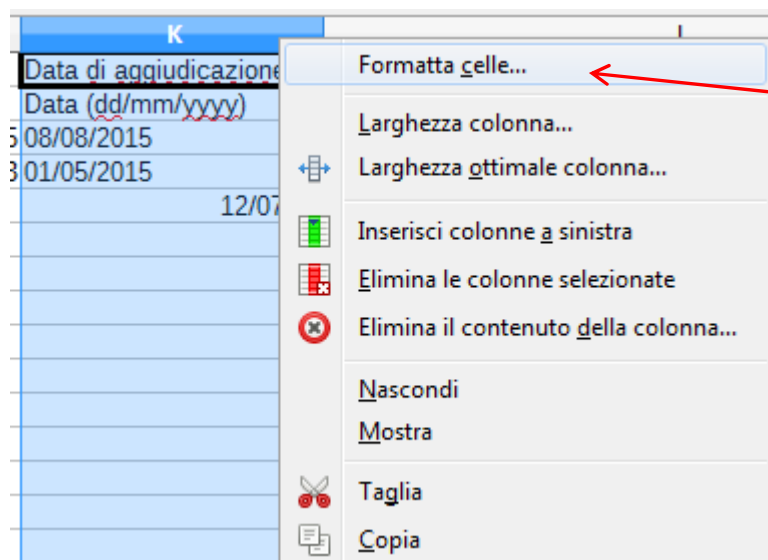 K
Data di aggiudicazione
Data (dd/mm/yyyy)
5 08/08/2015
3 01/05/2015
12/07
Formatta celle...
Larghezza colonna...
Larghezza ottimale colonna...
Inserisci colonne a sinistra
Elimina le colonne selezionate
Elimina il contenuto della colonna...
Nascondi
Mostra
Taglia
Copia